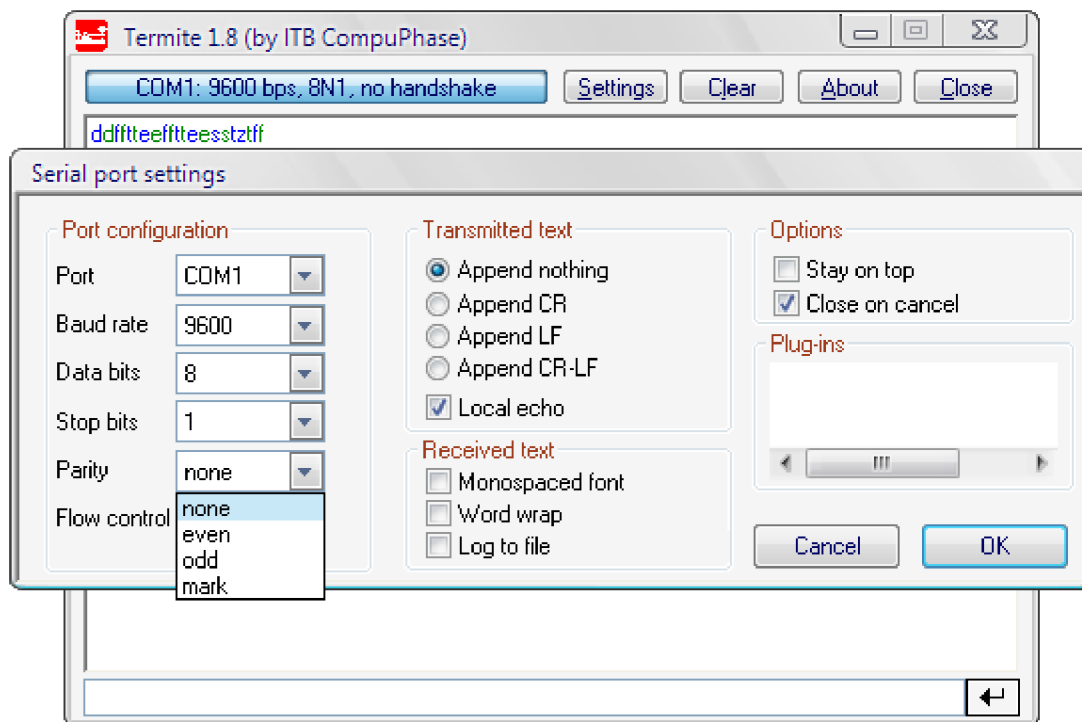 Termite 1.8 (by ITB CompuPhase)
COM1: 9600 bps, 8N1, no handshake
Settings
Clear
About
Close
ddfftteefftteesstztff
Serial port settings
Port configuration
Port
COM1
Baud rate
9600
Data bits
8
Stop bits
1
Parity
none
Flow control
none
even
odd
mark
Transmitted text
Append nothing
Append CR
Append LF
Append CR-LF
Local echo
Received text
Monospaced font
Word wrap
Log to file
Options
Stay on top
Close on cancel
Plug-ins
Cancel
OK